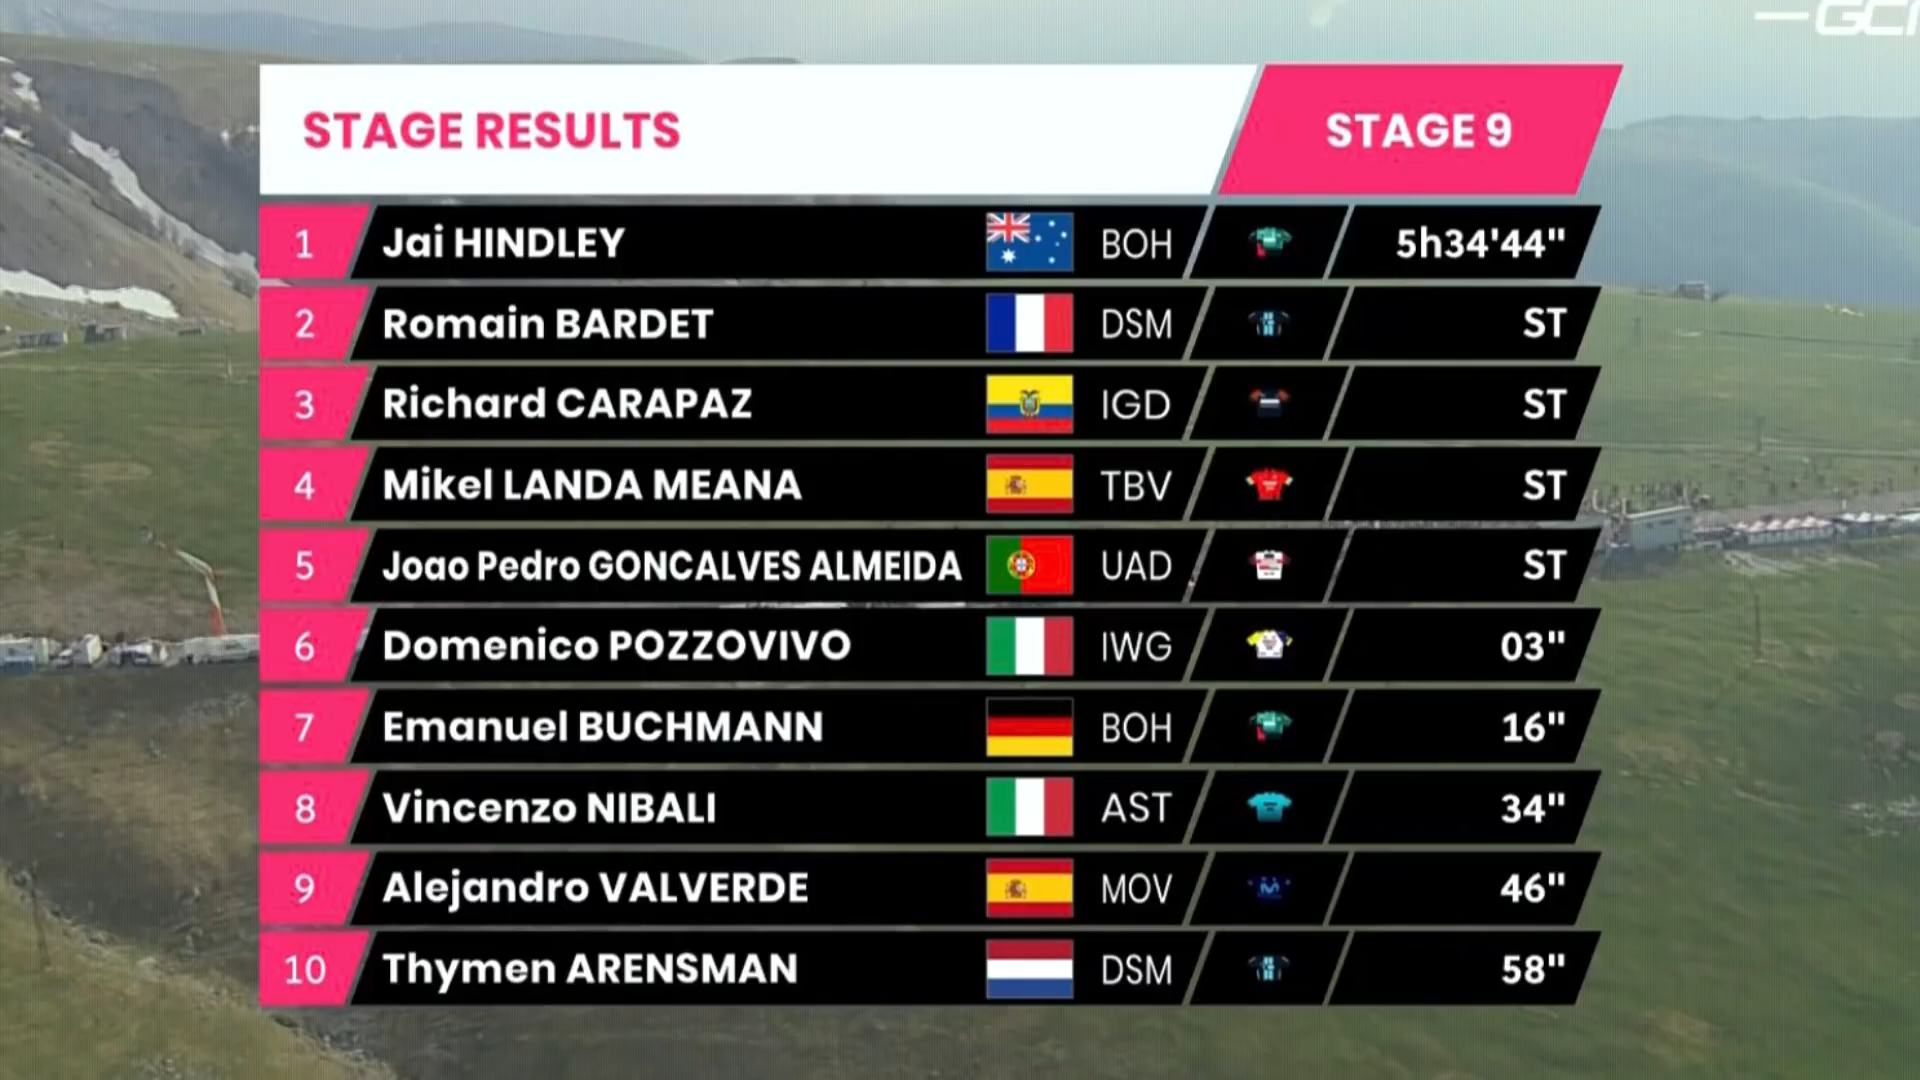 GCN
STAGE RESULTS STAGE 9
1 Jai HINDLEY BOH 5h34'44"
2 Romain BARDET DSM ST
3 Richard CARAPAZ IGD ST
4 Mikel LANDA MEANA TBV ST
5 Joao Pedro GONCALVES ALMEIDA UAD ST
6 Domenico POZZOVIVO IWG 03"
7 Emanuel BUCHMANN BOH 16"
8 Vincenzo NIBALI AST 34"
9 Alejandro VALVERDE MOV 46"
10 Thymen ARENSMAN DSM 58"